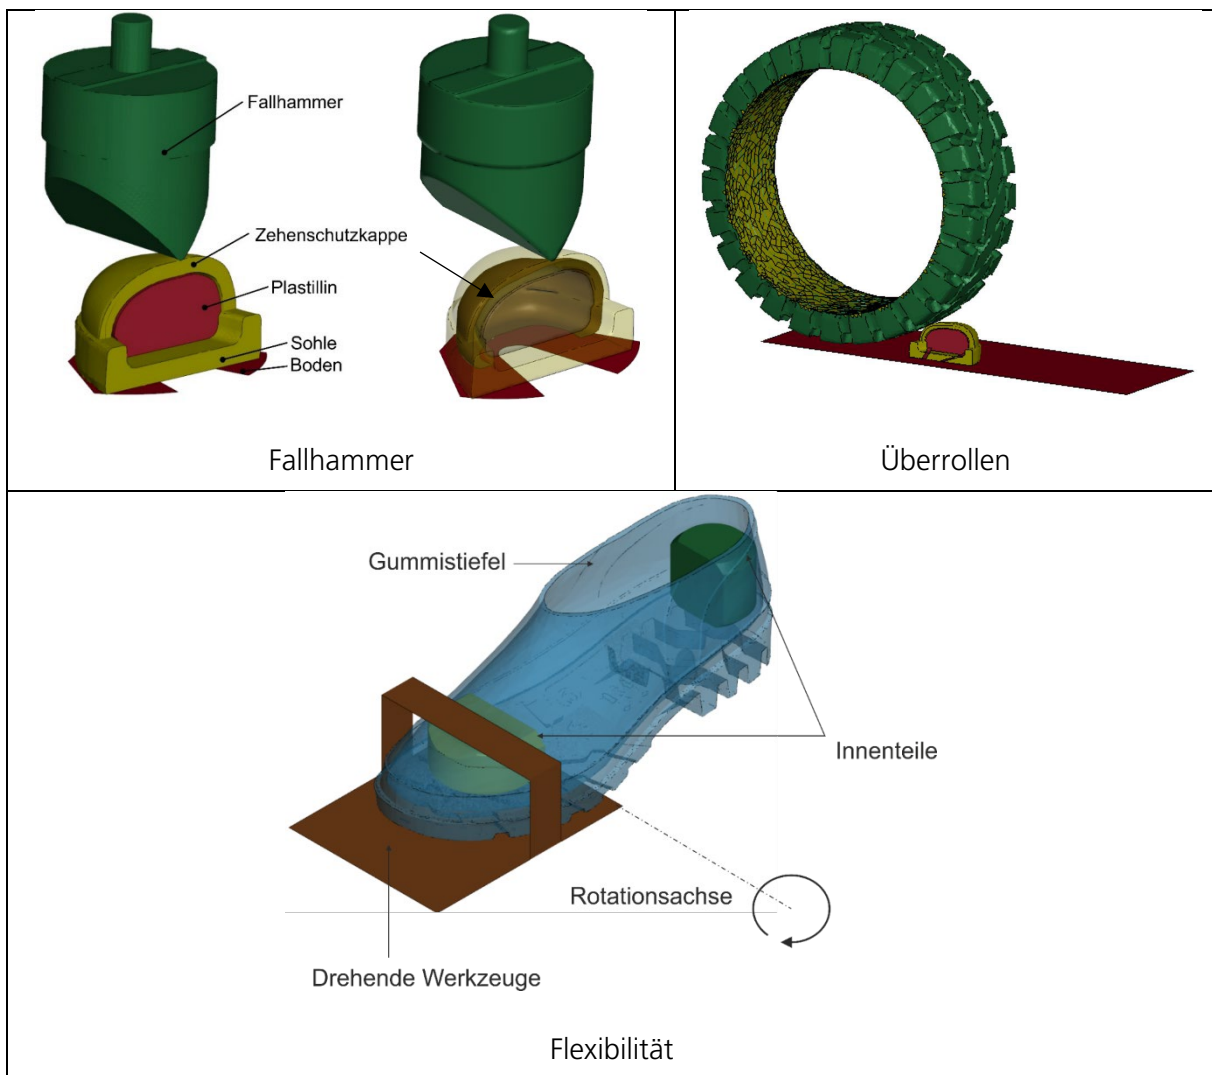 Fallhammer
Zehenschutzkappe
Plastillin
Sohle
Boden
Fallhammer
Überrollen
Gummistiefel
Innenteile
Rotationsachse
Drehende Werkzeuge
Flexibilität